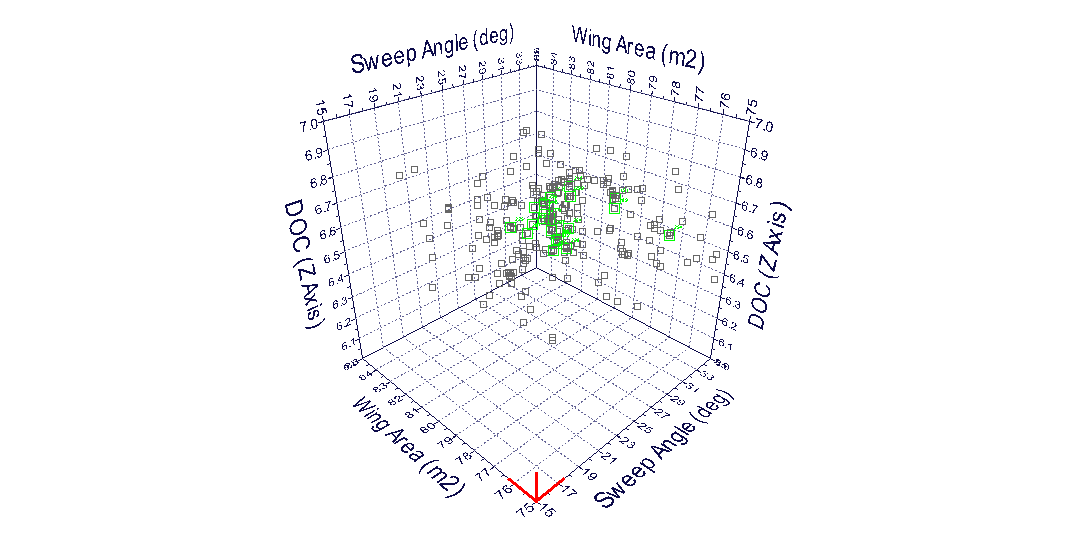 Sweep Angle (deg)
Wing Area (m2)
15 17 19 21 23 25 27 29 31 33
84 83 82 81 80 79 78 77 76 75
7.0 7.0
6.9 6.9
6.8 6.8
6.7 6.7
6.6 6.6
6.5 6.5
6.4 6.4
6.3 6.3
6.2 6.2
6.1 6.1
DOC (Z Axis)
DOC (Z Axis)
84 83 82 81 80 79 78 77 76 75
33 31 29 27 25 23 21 19 17 15
Wing Area (m2)
Sweep Angle (deg)